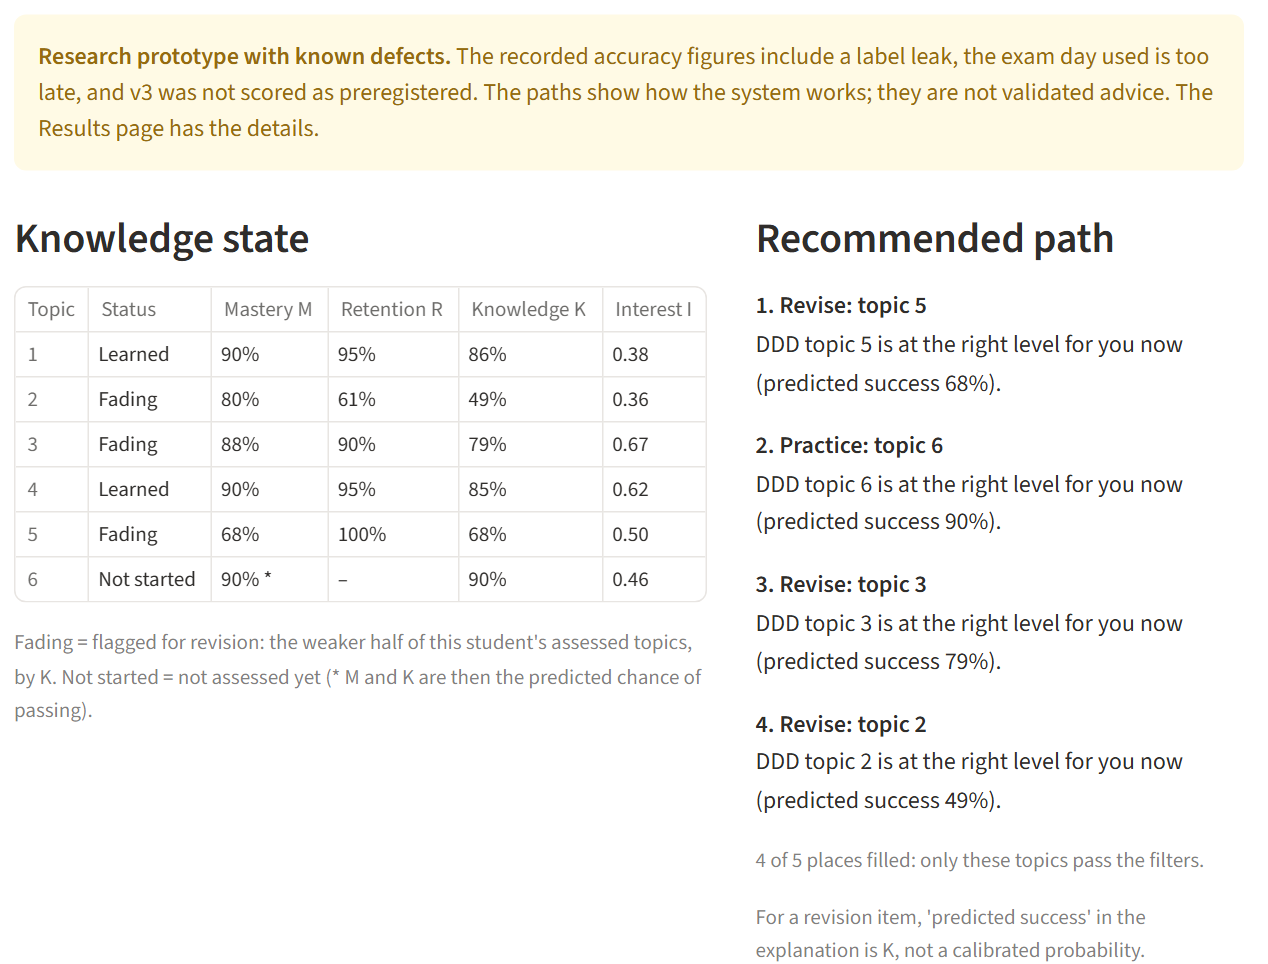 Research prototype with known defects. The recorded accuracy figures include a label leak, the exam day used is too
late, and v3 was not scored as preregistered. The paths show how the system works; they are not validated advice. The
Results page has the details.
Knowledge state
Topic Status Mastery M Retention R Knowledge K Interest I
1 Learned 90% 95% 86% 0.38
2 Fading 80% 61% 49% 0.36
3 Fading 88% 90% 79% 0.67
4 Learned 90% 95% 85% 0.62
5 Fading 68% 100% 68% 0.50
6 Not started 90% * – 90% 0.46
Fading = flagged for revision: the weaker half of this student's assessed topics,
by K. Not started = not assessed yet (* M and K are then the predicted chance of
passing).
Recommended path
1. Revise: topic 5
DDD topic 5 is at the right level for you now
(predicted success 68%).
2. Practice: topic 6
DDD topic 6 is at the right level for you now
(predicted success 90%).
3. Revise: topic 3
DDD topic 3 is at the right level for you now
(predicted success 79%).
4. Revise: topic 2
DDD topic 2 is at the right level for you now
(predicted success 49%).
4 of 5 places filled: only these topics pass the filters.
For a revision item, 'predicted success' in the
explanation is K, not a calibrated probability.